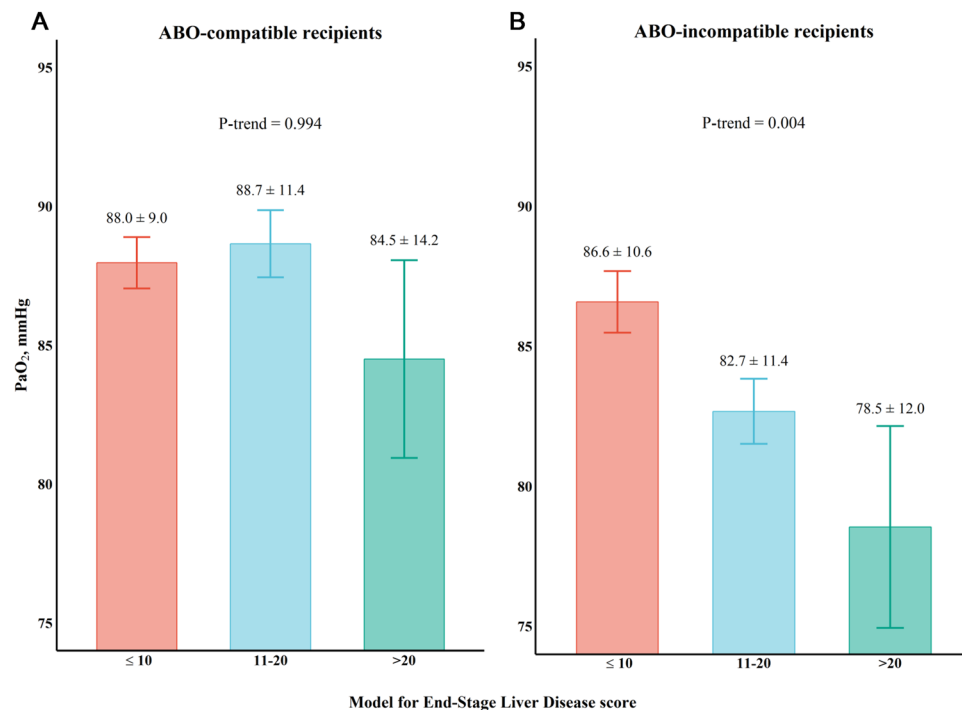 A
ABO-compatible recipients
P-trend = 0.994
95
90
85
80
75
PaO₂, mmHg
88.0 ± 9.0
88.7 ± 11.4
84.5 ± 14.2
≤ 10
11-20
>20
B
ABO-incompatible recipients
P-trend = 0.004
95
90
85
80
75
86.6 ± 10.6
82.7 ± 11.4
78.5 ± 12.0
≤ 10
11-20
>20
Model for End-Stage Liver Disease score